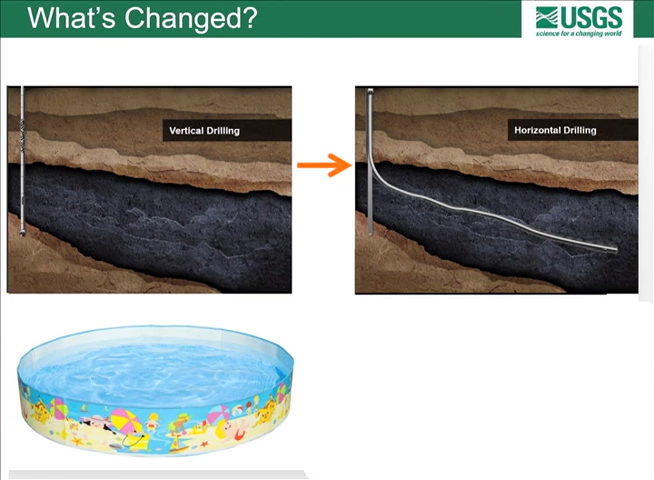 What's Changed?
USGS
science for a changing world
Vertical Drilling
Horizontal Drilling